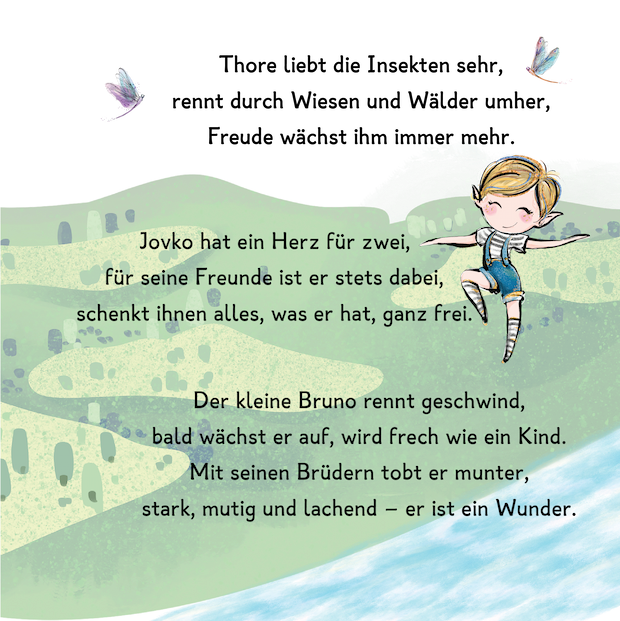 Thore liebt die Insekten sehr,
rennt durch Wiesen und Wälder umher,
Freude wächst ihm immer mehr.
Jovko hat ein Herz für zwei,
für seine Freunde ist er stets dabei,
schenkt ihnen alles, was er hat, ganz frei.
Der kleine Bruno rennt geschwind,
bald wächst er auf, wird frech wie ein Kind.
Mit seinen Brüdern tobt er munter,
stark, mutig und lachend – er ist ein Wunder.